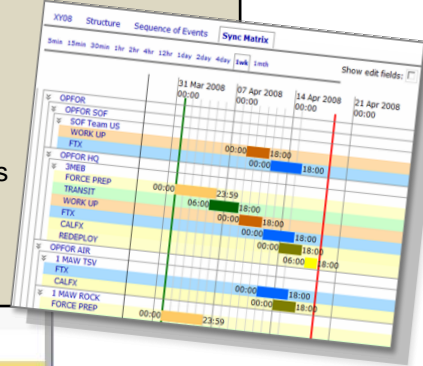 XY08 Structure Sequence of Events Sync Matrix
5min 15min 30min 1hr 2hr 4hr 12hr 1day 2day 4day 1wk 1mth
Show edit fields:
31 Mar 2008 07 Apr 2008 14 Apr 2008 21 Apr 2008
00:00 00:00 00:00 00:00
OPFOR
OPFOR SOF
SOF Team US
WORK UP 00:00 18:00
FTX 00:00 18:00
OPFOR HQ
3MEB
FORCE PREP 00:00 23:59
TRANSIT 06:00 18:00
WORK UP 00:00 18:00
FTX 00:00 18:00
CALFX 00:00 18:00
REDEPLOY 06:00 18:00
OPFOR AIR
1 MAW TSV
FTX 00:00 18:00
CALFX 00:00 18:00
1 MAW ROCK
FORCE PREP 00:00 23:59
s